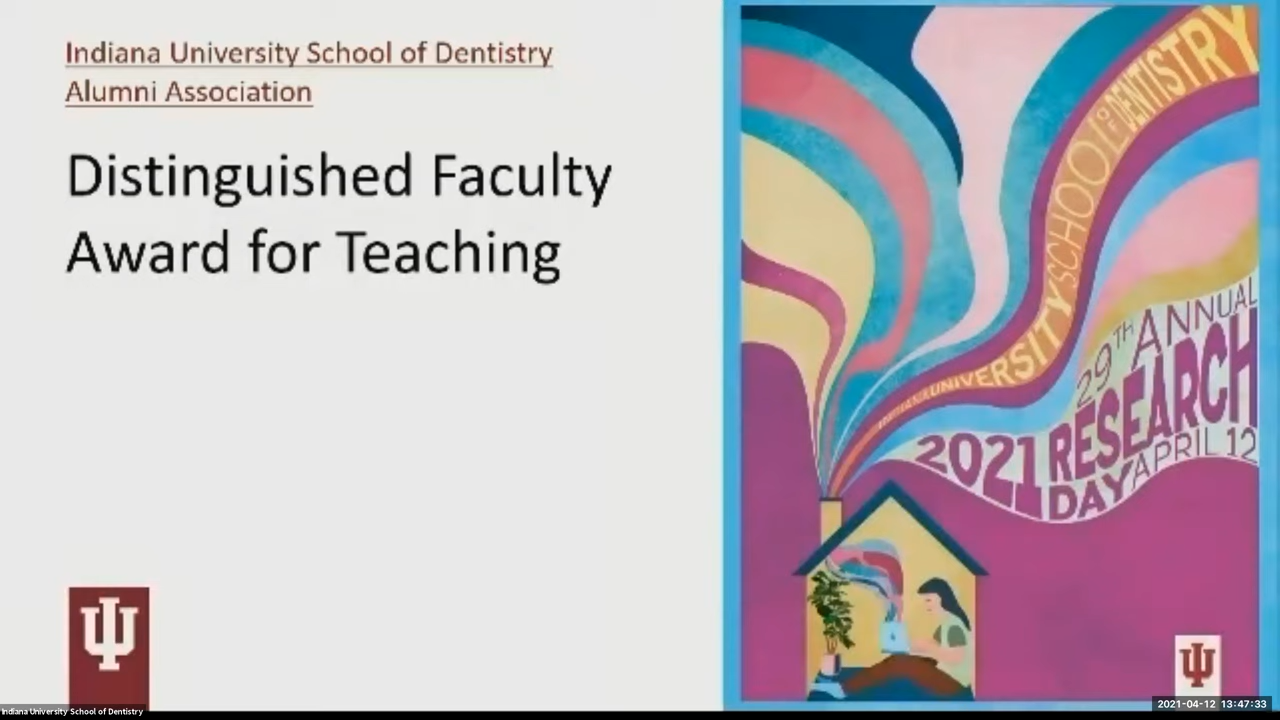 Indiana University School of Dentistry
Alumni Association
Distinguished Faculty
Award for Teaching
UNIVERSITY SCHOOL OF DENTISTRY
29TH ANNUAL
2021 RESEARCH
DAY APRIL 12
Indiana University School of Dentistry
2021-04-12 13:47:33